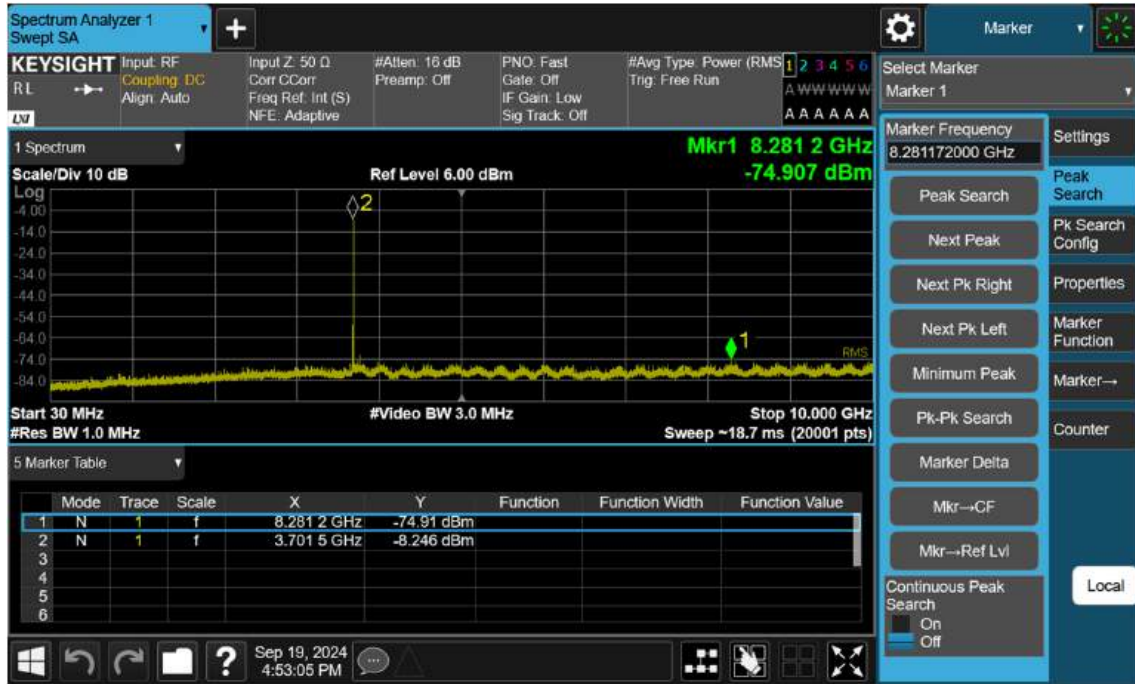 Spectrum Analyzer 1
Swept SA
Marker
KEYSIGHT
RL
LXI
Input: RF
Coupling: DC
Align: Auto
Input Z: 50 Ω
Corr CCorr
Freq Ref: Int (S)
NFE: Adaptive
#Atten: 16 dB
Preamp: Off
PNO: Fast
Gate: Off
IF Gain: Low
Sig Track: Off
#Avg Type: Power (RMS
Trig: Free Run
1 2 3 4 5 6
A W W W W W
A A A A A A
Select Marker
Marker 1
1 Spectrum
Mkr1 8.281 2 GHz
-74.907 dBm
Scale/Div 10 dB
Ref Level 6.00 dBm
Log
-4.00
-14.0
-24.0
-34.0
-44.0
-54.0
-64.0
-74.0
-84.0
2
1
RMS
Start 30 MHz
#Video BW 3.0 MHz
Stop 10.000 GHz
#Res BW 1.0 MHz
Sweep ~18.7 ms (20001 pts)
5 Marker Table
Mode Trace Scale X Y Function Function Width Function Value
1 N 1 f 8.281 2 GHz -74.91 dBm
2 N 1 f 3.701 5 GHz -8.246 dBm
3
4
5
6
Marker Frequency
8.281172000 GHz
Peak Search
Next Peak
Next Pk Right
Next Pk Left
Minimum Peak
Pk-Pk Search
Marker Delta
Mkr→CF
Mkr→Ref Lvl
Continuous Peak
Search
On
Off
Settings
Peak
Search
Pk Search
Config
Properties
Marker
Function
Marker→
Counter
Local
?
Sep 19, 2024
4:53:05 PM